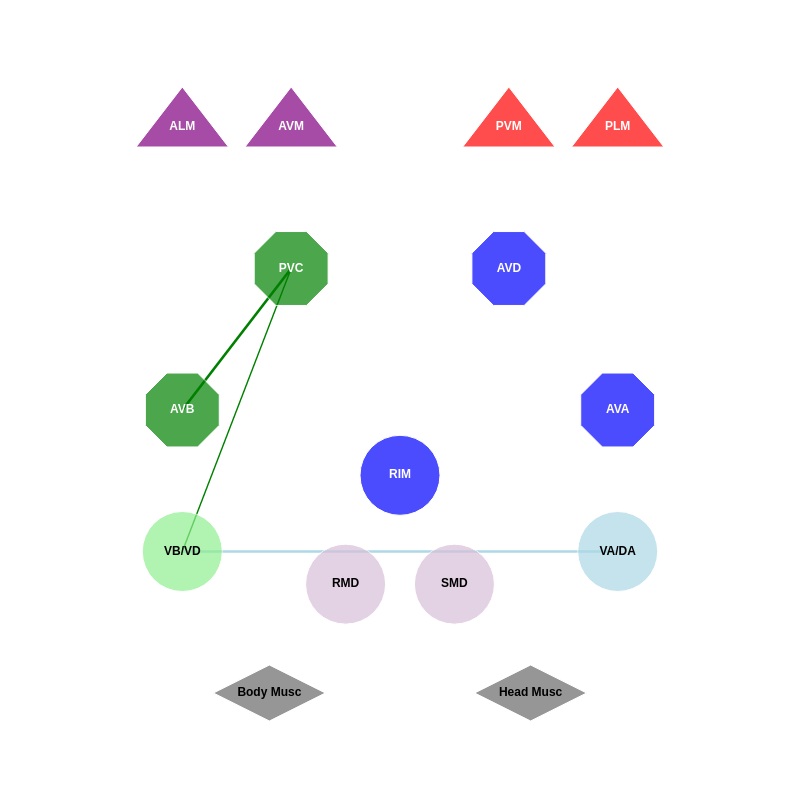 ALM
AVM
PVM
PLM
PVC
AVD
AVB
AVA
RIM
VB/VD
VA/DA
RMD
SMD
Body Musc
Head Musc